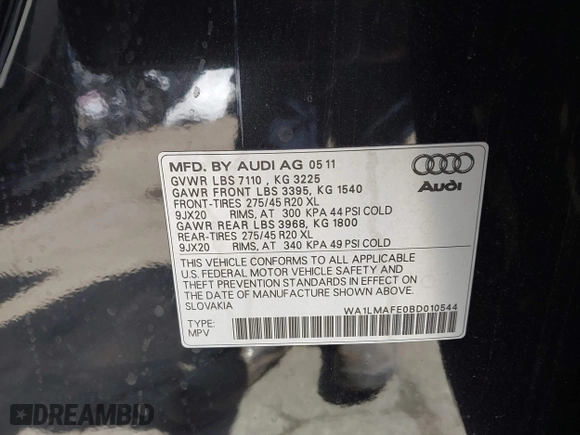 MFD. BY AUDI AG 05 11
GVWR LBS 7110 , KG 3225
GAWR FRONT LBS 3395, KG 1540
FRONT-TIRES 275/45 R20 XL
9JX20 RIMS, AT 300 KPA 44 PSI COLD
GAWR REAR LBS 3968, KG 1800
REAR-TIRES 275/45 R20 XL
9JX20 RIMS, AT 340 KPA 49 PSI COLD
Audi
THIS VEHICLE CONFORMS TO ALL APPLICABLE
U.S. FEDERAL MOTOR VEHICLE SAFETY AND
THEFT PREVENTION STANDARDS IN EFFECT ON
THE DATE OF MANUFACTURE SHOWN ABOVE.
SLOVAKIA
WA1LMAFE0BD010544
TYPE:
MPV
DREAMBID